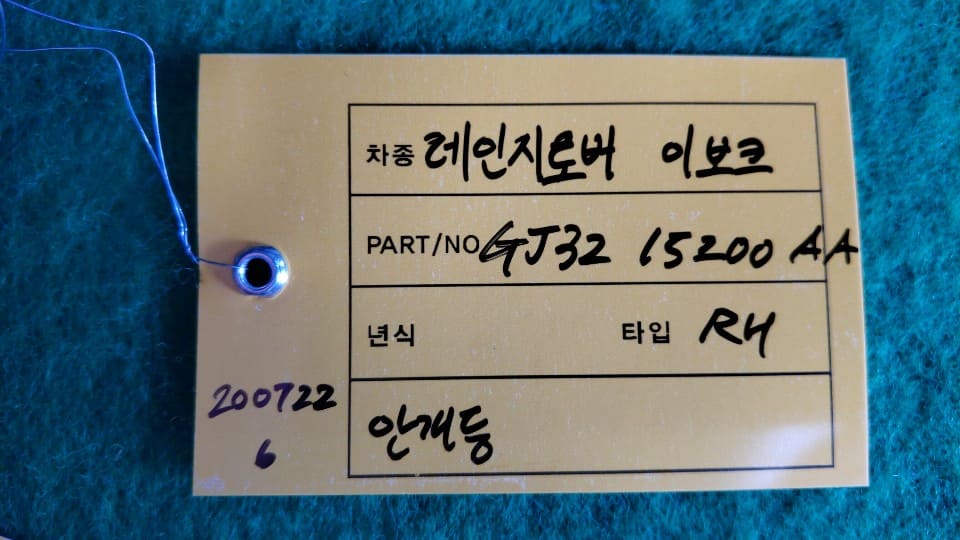 차종 레인지로버 이보크
PART/NO GJ32 15200 AA
년식 타입 RH
안개등
200722
6